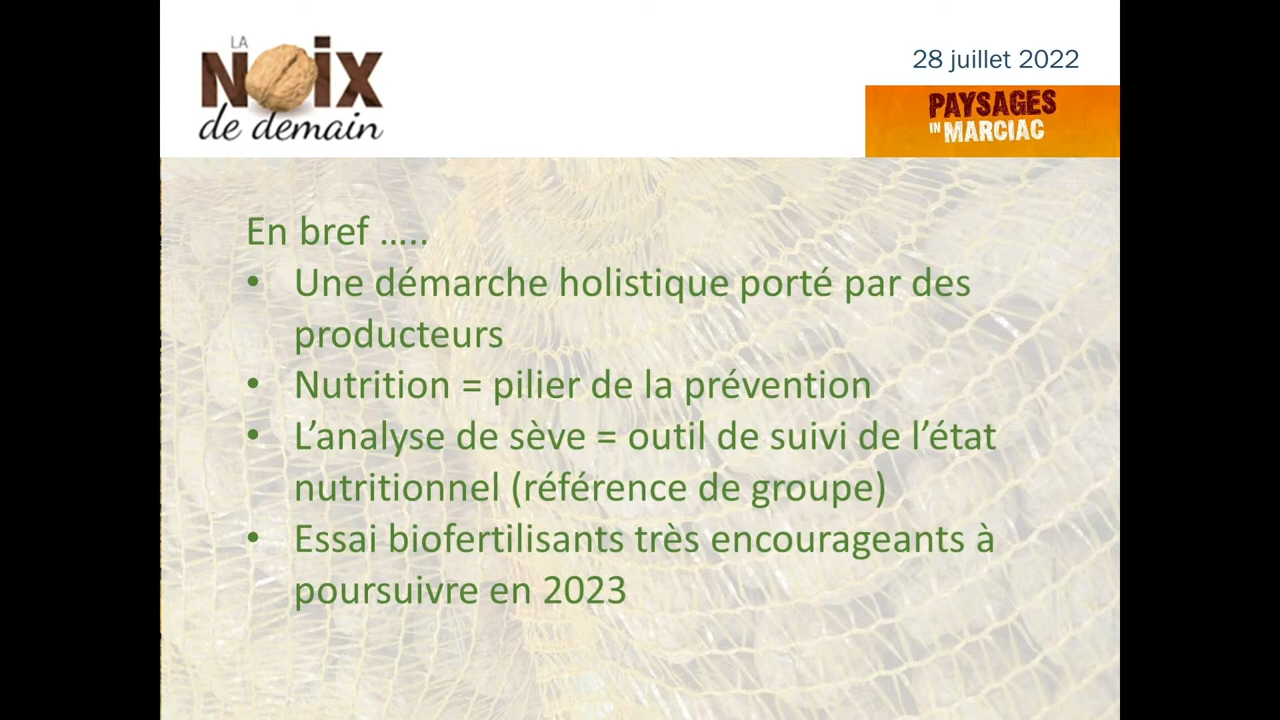 LA
NOIX
de demain
28 juillet 2022
PAYSAGES
IN MARCIAC
En bref …..
• Une démarche holistique porté par des
producteurs
• Nutrition = pilier de la prévention
• L’analyse de sève = outil de suivi de l’état
nutritionnel (référence de groupe)
• Essai biofertilisants très encourageants à
poursuivre en 2023